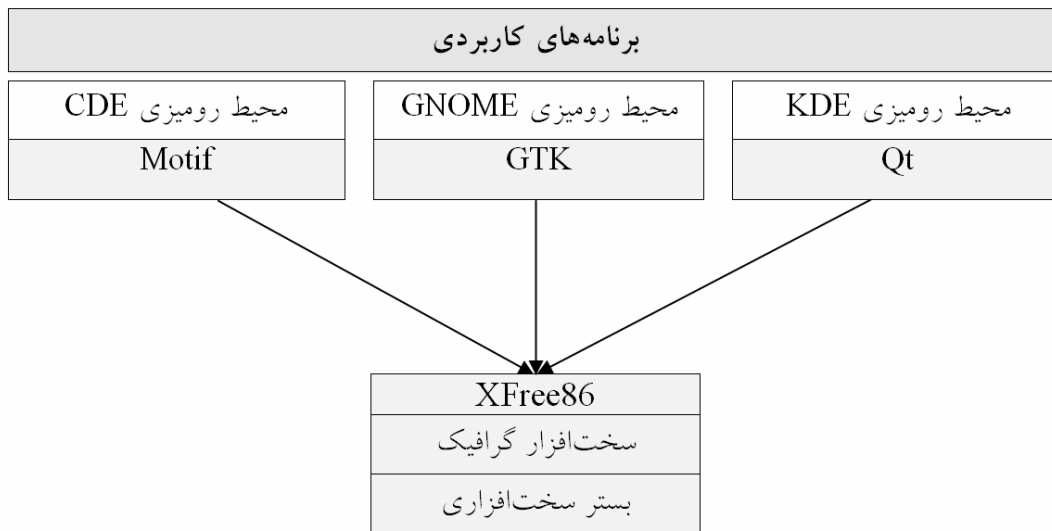 برنامه‌های کاربردی
محیط رومیزی KDE
Qt
محیط رومیزی GNOME
GTK
محیط رومیزی CDE
Motif
XFree86
سخت‌افزار گرافیک
بستر سخت‌افزاری